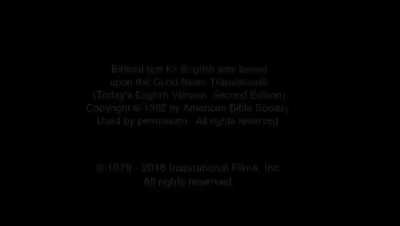 Biblical text for English was based
upon the Good News Translation®
(Today's English Version, Second Edition)
Copyright © 1992 by American Bible Society.
Used by permission. All rights reserved.
© 1979 - 2016 Inspirational Films, Inc.
All rights reserved.